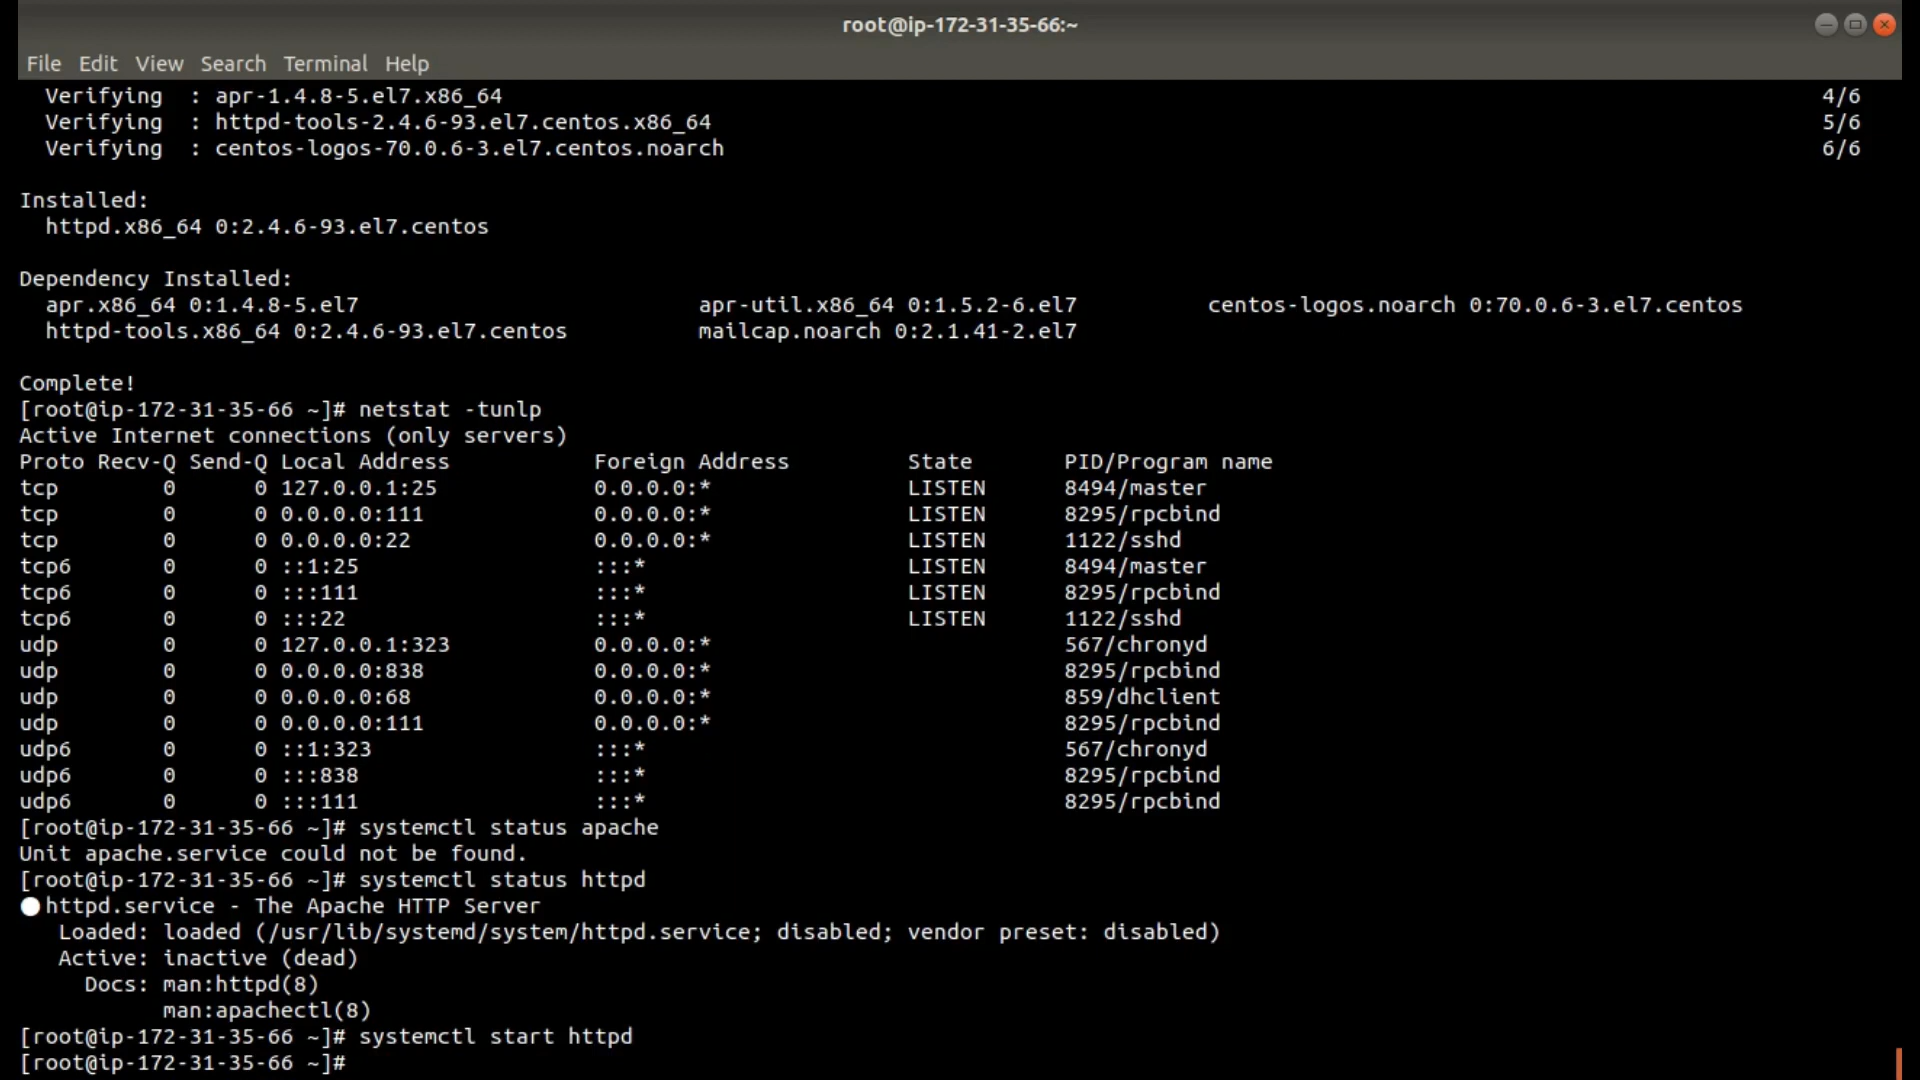 root@ip-172-31-35-66:~
File Edit View Search Terminal Help
Verifying : apr-1.4.8-5.el7.x86_64 4/6
Verifying : httpd-tools-2.4.6-93.el7.centos.x86_64 5/6
Verifying : centos-logos-70.0.6-3.el7.centos.noarch 6/6
Installed:
httpd.x86_64 0:2.4.6-93.el7.centos
Dependency Installed:
apr.x86_64 0:1.4.8-5.el7 apr-util.x86_64 0:1.5.2-6.el7 centos-logos.noarch 0:70.0.6-3.el7.centos
httpd-tools.x86_64 0:2.4.6-93.el7.centos mailcap.noarch 0:2.1.41-2.el7
Complete!
[root@ip-172-31-35-66 ~]# netstat -tunlp
Active Internet connections (only servers)
Proto Recv-Q Send-Q Local Address Foreign Address State PID/Program name
tcp 0 0 127.0.0.1:25 0.0.0.0:* LISTEN 8494/master
tcp 0 0 0.0.0.0:111 0.0.0.0:* LISTEN 8295/rpcbind
tcp 0 0 0.0.0.0:22 0.0.0.0:* LISTEN 1122/sshd
tcp6 0 0 ::1:25 :::* LISTEN 8494/master
tcp6 0 0 :::111 :::* LISTEN 8295/rpcbind
tcp6 0 0 :::22 :::* LISTEN 1122/sshd
udp 0 0 127.0.0.1:323 0.0.0.0:* 567/chronyd
udp 0 0 0.0.0.0:838 0.0.0.0:* 8295/rpcbind
udp 0 0 0.0.0.0:68 0.0.0.0:* 859/dhclient
udp 0 0 0.0.0.0:111 0.0.0.0:* 8295/rpcbind
udp6 0 0 ::1:323 :::* 567/chronyd
udp6 0 0 :::838 :::* 8295/rpcbind
udp6 0 0 :::111 :::* 8295/rpcbind
[root@ip-172-31-35-66 ~]# systemctl status apache
Unit apache.service could not be found.
[root@ip-172-31-35-66 ~]# systemctl status httpd
● httpd.service - The Apache HTTP Server
Loaded: loaded (/usr/lib/systemd/system/httpd.service; disabled; vendor preset: disabled)
Active: inactive (dead)
Docs: man:httpd(8)
man:apachectl(8)
[root@ip-172-31-35-66 ~]# systemctl start httpd
[root@ip-172-31-35-66 ~]#